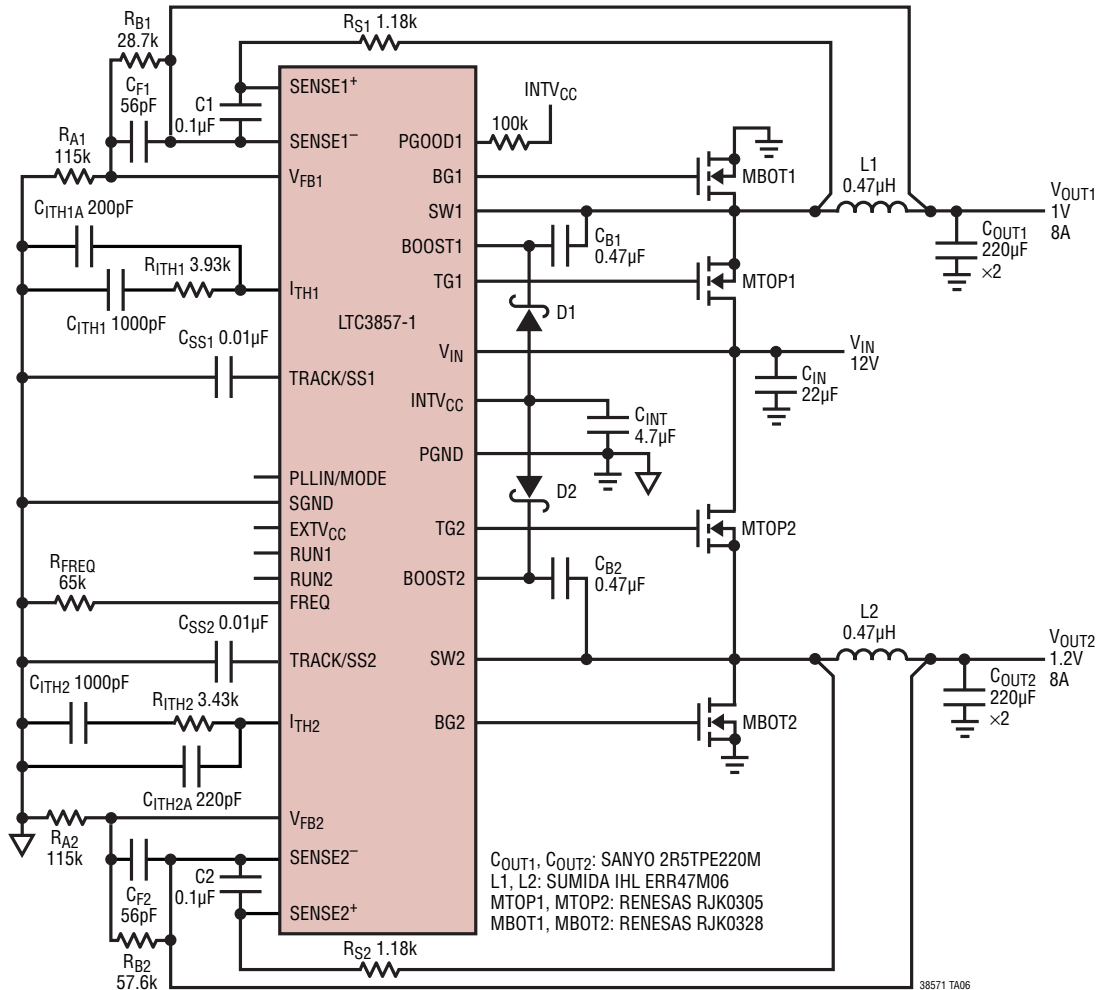 RB1
28.7k
CF1
56pF
RA1
115k
C1
0.1µF
RS1 1.18k
CITH1A 200pF
RITH1 3.93k
CITH1 1000pF
CSS1 0.01µF
RFREQ
65k
CSS2 0.01µF
CITH2 1000pF
RITH2 3.43k
CITH2A 220pF
RA2
115k
CF2
56pF
RB2
57.6k
C2
0.1µF
RS2 1.18k
SENSE1+
SENSE1–
VFB1
ITH1
LTC3857-1
TRACK/SS1
PLLIN/MODE
SGND
EXTVCC
RUN1
RUN2
FREQ
TRACK/SS2
ITH2
VFB2
SENSE2–
SENSE2+
PGOOD1
BG1
SW1
BOOST1
TG1
VIN
INTVCC
PGND
TG2
BOOST2
SW2
BG2
INTVCC
100k
CB1
0.47µF
D1
CINT
4.7µF
D2
CB2
0.47µF
MBOT1
MTOP1
MTOP2
MBOT2
L1
0.47µH
VOUT1
1V
8A
COUT1
220µF
×2
VIN
12V
CIN
22µF
L2
0.47µH
VOUT2
1.2V
8A
COUT2
220µF
×2
COUT1, COUT2: SANYO 2R5TPE220M
L1, L2: SUMIDA IHL ERR47M06
MTOP1, MTOP2: RENESAS RJK0305
MBOT1, MBOT2: RENESAS RJK0328
38571 TA06